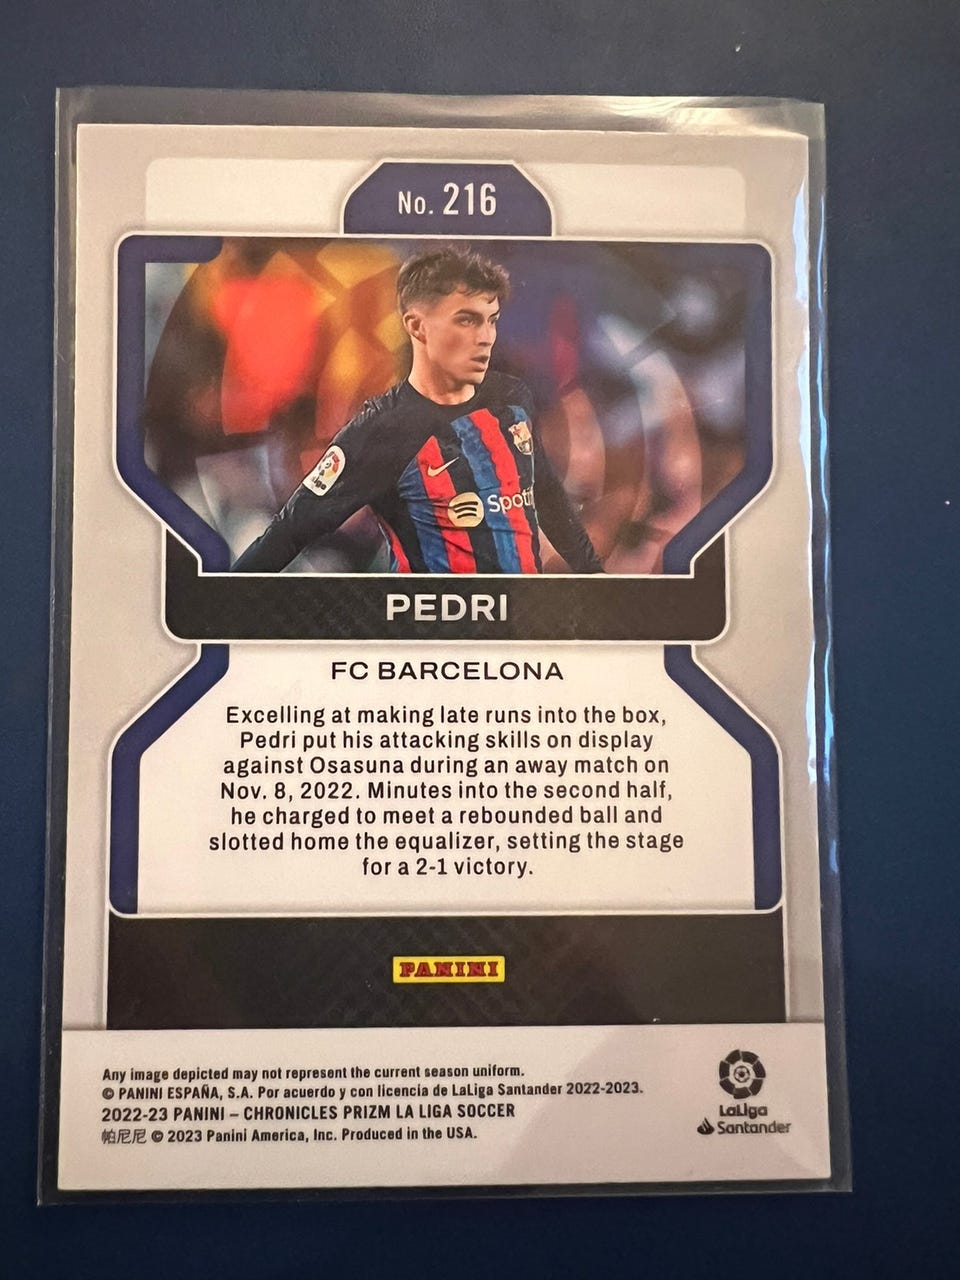 No. 216
LaLiga
Spotif
PEDRI
FC BARCELONA
Excelling at making late runs into the box,
Pedri put his attacking skills on display
against Osasuna during an away match on
Nov. 8, 2022. Minutes into the second half,
he charged to meet a rebounded ball and
slotted home the equalizer, setting the stage
for a 2-1 victory.
PANINI
Any image depicted may not represent the current season uniform.
© PANINI ESPAÑA, S.A. Por acuerdo y con licencia de LaLiga Santander 2022-2023.
2022-23 PANINI – CHRONICLES PRIZM LA LIGA SOCCER
帕尼尼 © 2023 Panini America, Inc. Produced in the USA.
LaLiga
Santander